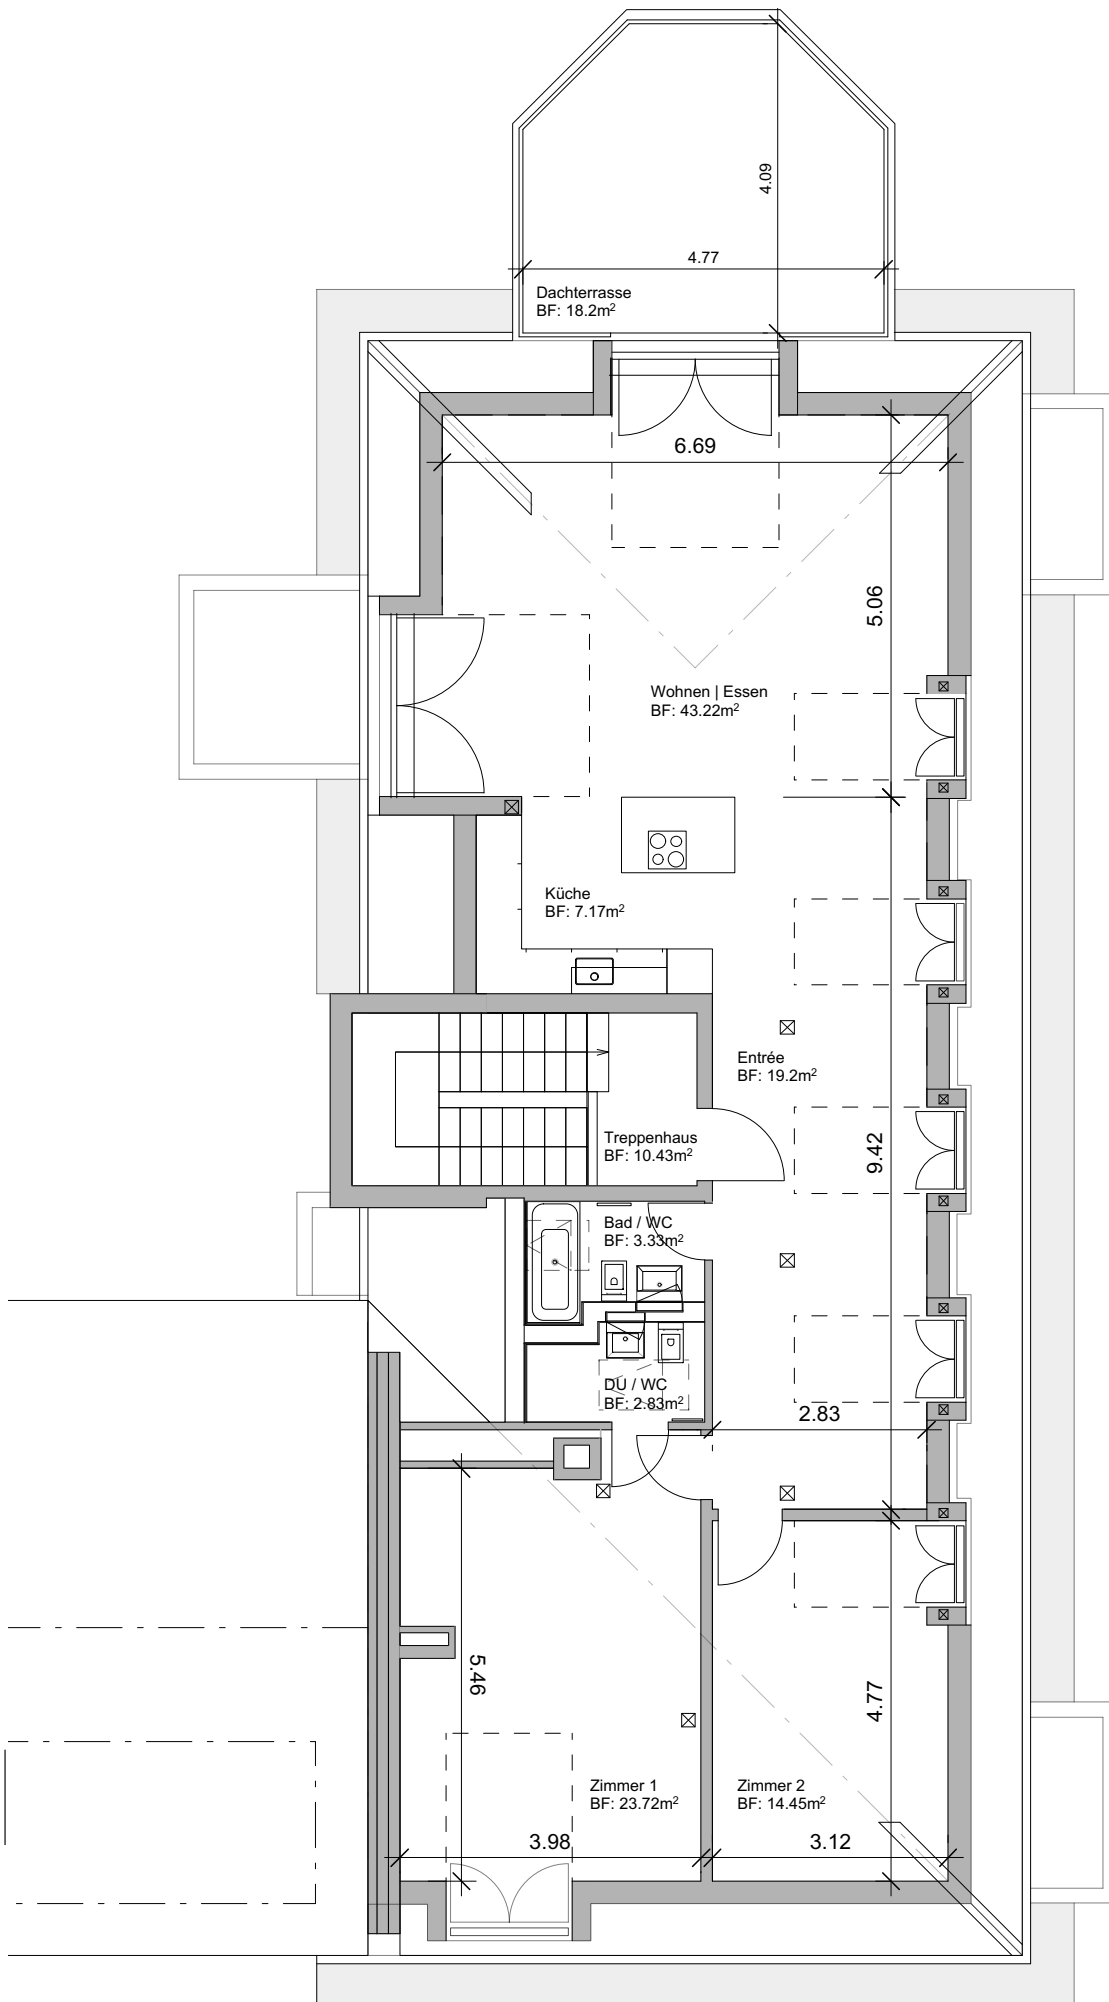 4.09
4.77
Dachterrasse
BF: 18.2m²
6.69
5.06
Wohnen | Essen
BF: 43.22m²
Küche
BF: 7.17m²
Entrée
BF: 19.2m²
Treppenhaus
BF: 10.43m²
9.42
Bad / WC
BF: 3.33m²
DU / WC
BF: 2.83m²
2.83
5.46
4.77
Zimmer 1
BF: 23.72m²
Zimmer 2
BF: 14.45m²
3.98
3.12